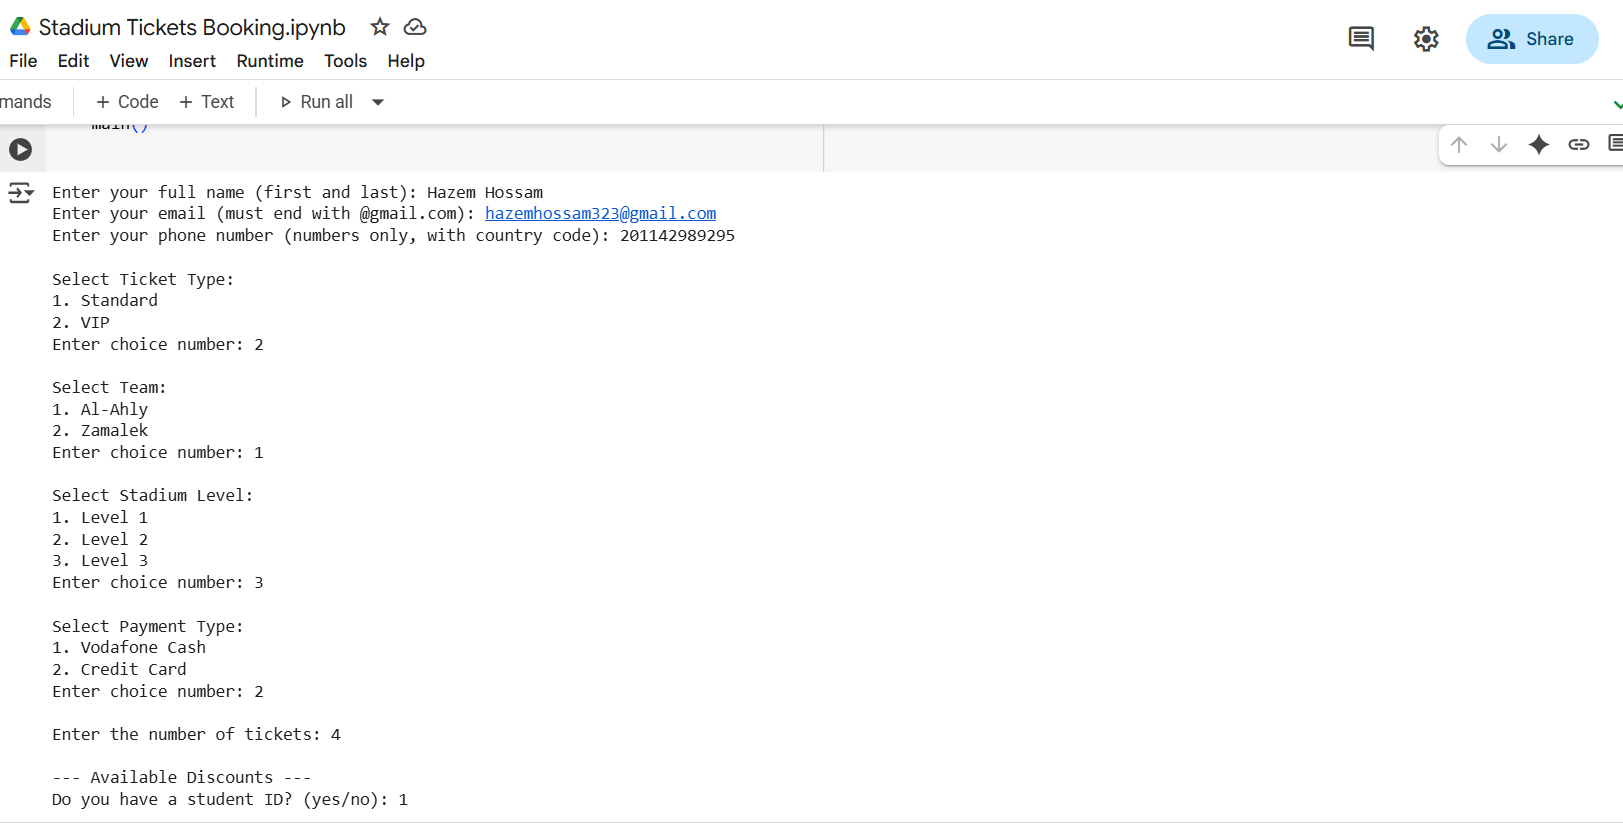 Stadium Tickets Booking.ipynb
File Edit View Insert Runtime Tools Help
Share
mands + Code + Text Run all
main()
Enter your full name (first and last): Hazem Hossam
Enter your email (must end with @gmail.com): hazemhossam323@gmail.com
Enter your phone number (numbers only, with country code): 201142989295
Select Ticket Type:
1. Standard
2. VIP
Enter choice number: 2
Select Team:
1. Al-Ahly
2. Zamalek
Enter choice number: 1
Select Stadium Level:
1. Level 1
2. Level 2
3. Level 3
Enter choice number: 3
Select Payment Type:
1. Vodafone Cash
2. Credit Card
Enter choice number: 2
Enter the number of tickets: 4
--- Available Discounts ---
Do you have a student ID? (yes/no): 1